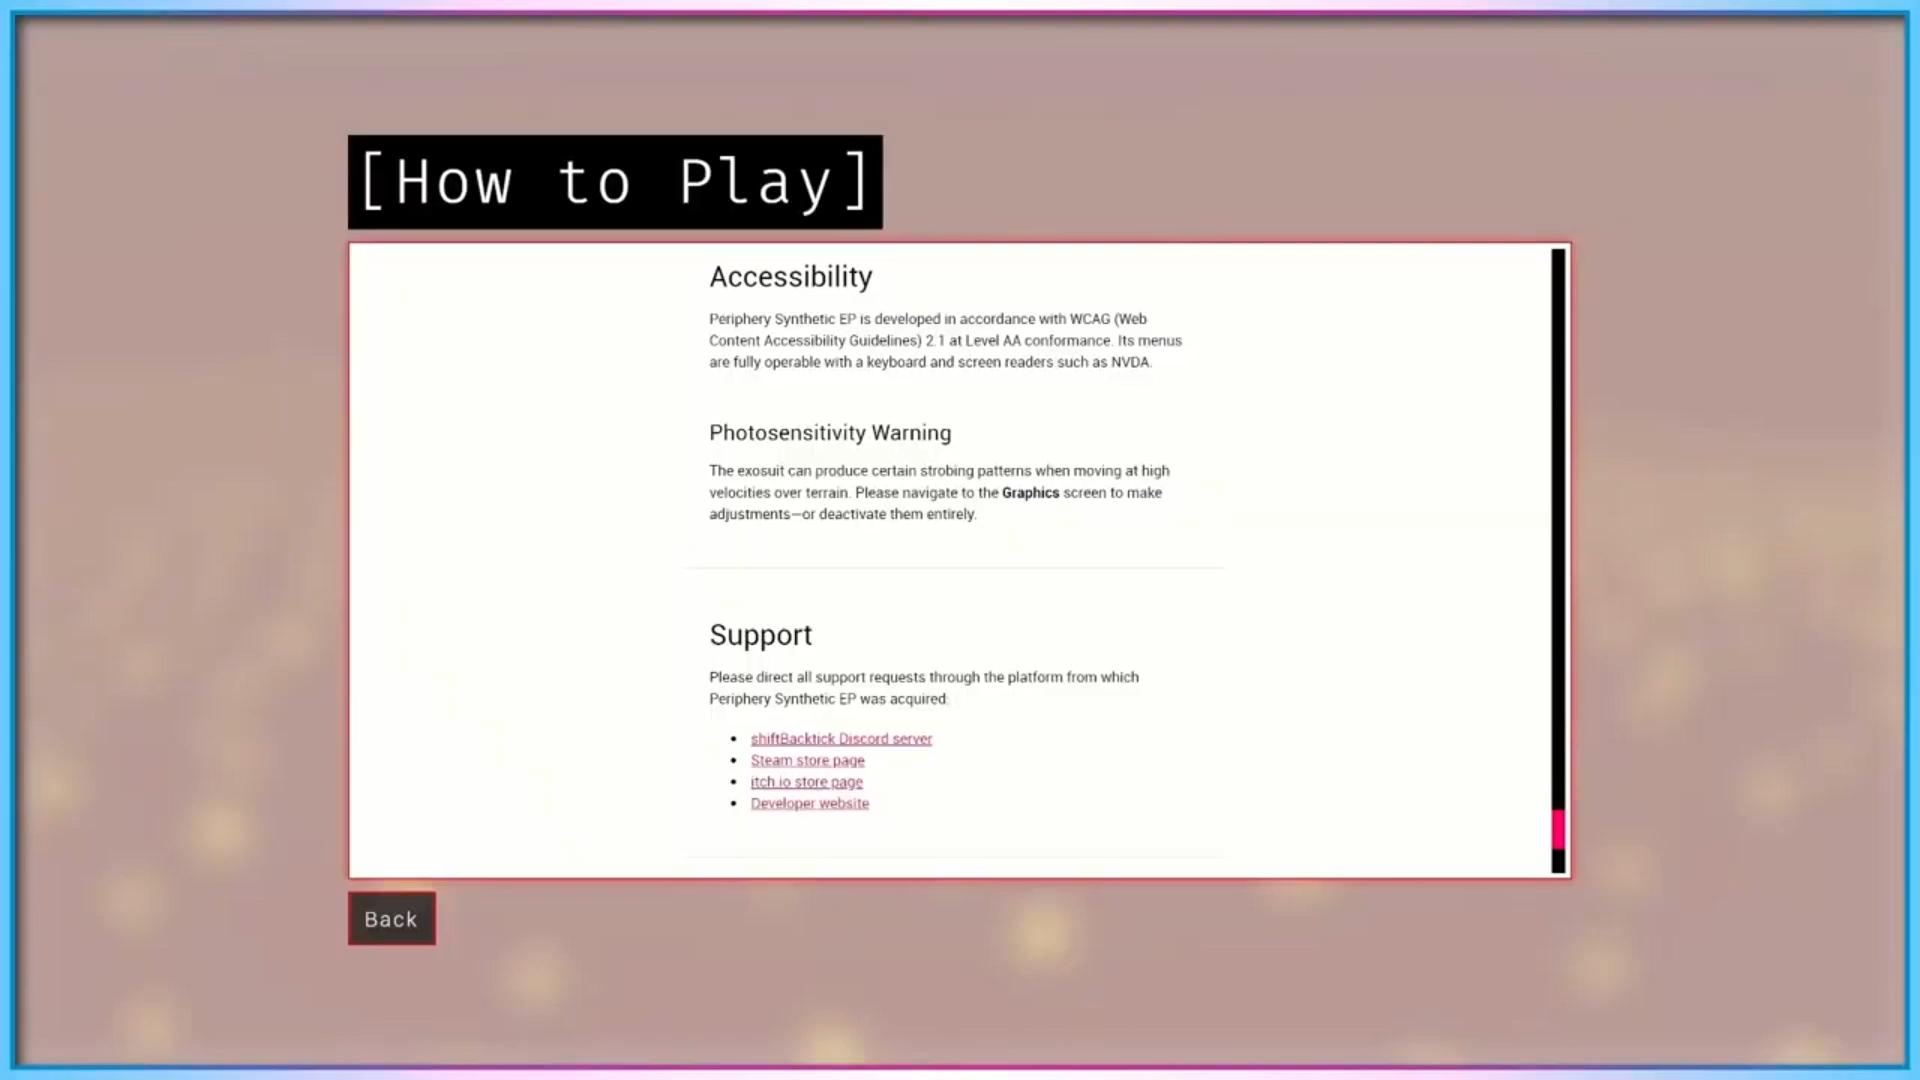 [How to Play]
Accessibility
Periphery Synthetic EP is developed in accordance with WCAG (Web
Content Accessibility Guidelines) 2.1 at Level AA conformance. Its menus
are fully operable with a keyboard and screen readers such as NVDA.
Photosensitivity Warning
The exosuit can produce certain strobing patterns when moving at high
velocities over terrain. Please navigate to the Graphics screen to make
adjustments—or deactivate them entirely.
Support
Please direct all support requests through the platform from which
Periphery Synthetic EP was acquired:
• shiftBacktick Discord server
• Steam store page
• itch.io store page
• Developer website
Back